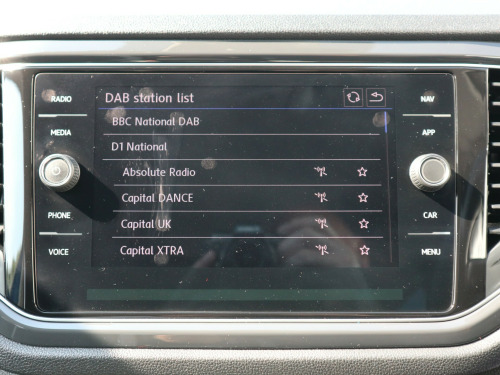 RADIO
DAB station list
NAV
BBC National DAB
MEDIA
APP
D1 National
Absolute Radio
Capital DANCE
PHONE
CAR
Capital UK
VOICE
Capital XTRA
MENU